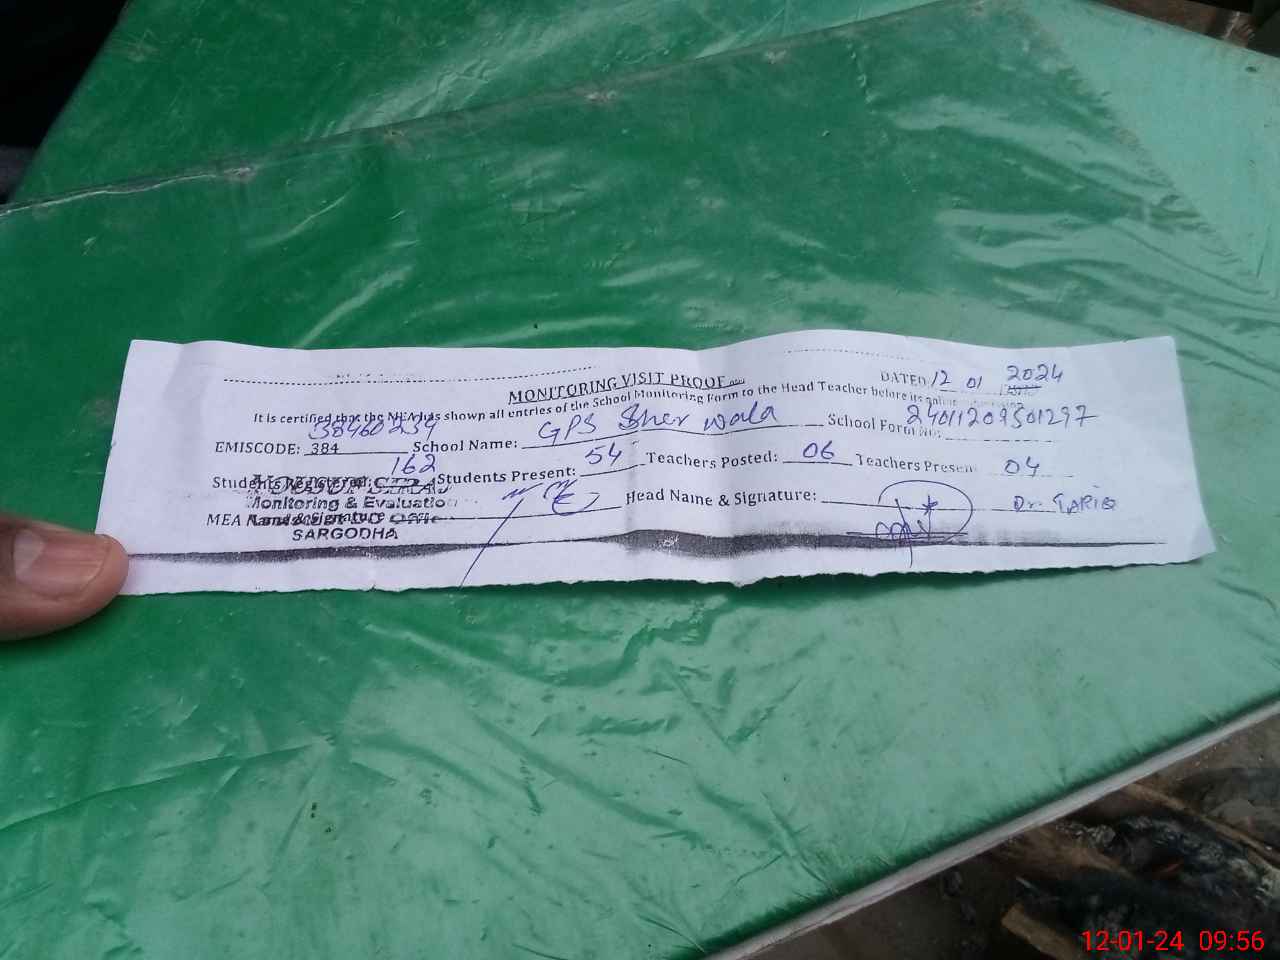 MONITORING VISIT PROOF
DATED 12 01 2024
It is certified that the MEA has shown all entries of the School Monitoring Form to the Head Teacher before its
EMISCODE: 384 38460234 School Name: GPS Sher wala School Form No: 
Students Registered: 162 Students Present: 54 Teachers Posted: 06 Teachers Present 04
Monitoring & Evaluation
MEA Name & Signature Head Name & Signature: Dr. TARIQ
SARGODHA
12-01-24 09:56